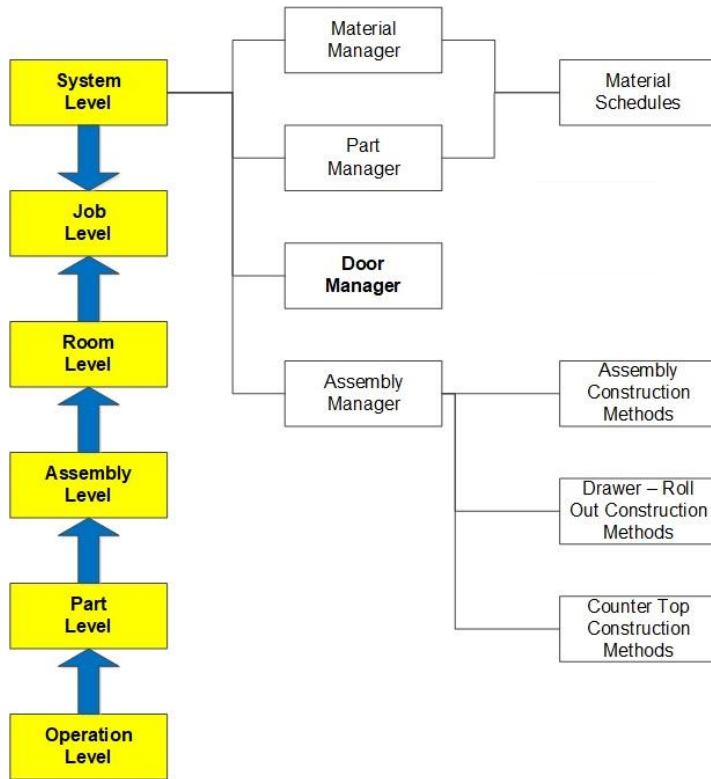 System
Level
Job
Level
Room
Level
Assembly
Level
Part
Level
Operation
Level
Material
Manager
Part
Manager
Door
Manager
Assembly
Manager
Material
Schedules
Assembly
Construction
Methods
Drawer – Roll
Out Construction
Methods
Counter Top
Construction
Methods